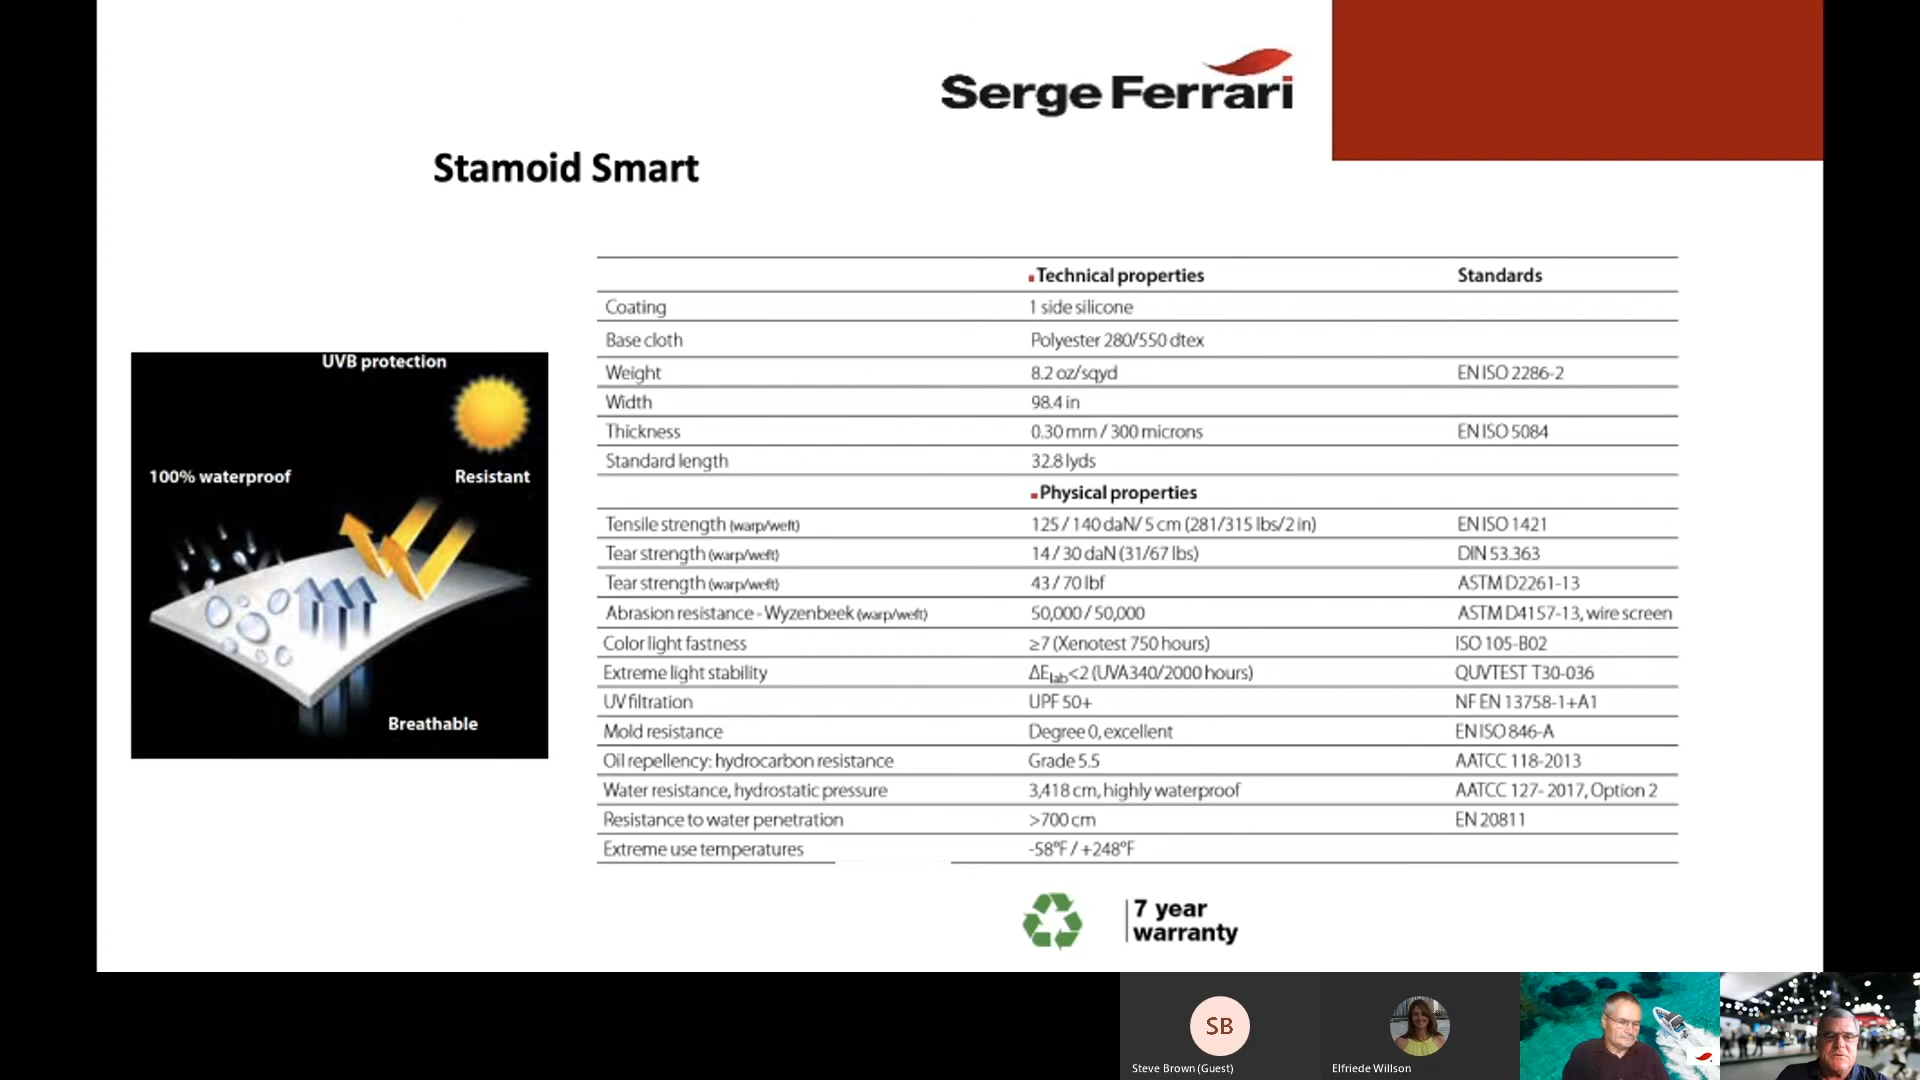 Serge Ferrari
Stamoid Smart
Technical properties Standards
Coating 1 side silicone
Base cloth Polyester 280/550 dtex
Weight 8.2 oz/sqyd EN ISO 2286-2
Width 98.4 in
Thickness 0.30 mm / 300 microns EN ISO 5084
Standard length 32.8 lyds
Physical properties
Tensile strength (warp/weft) 125 / 140 daN/ 5 cm (281/315 lbs/2 in) EN ISO 1421
Tear strength (warp/weft) 14 / 30 daN (31/67 lbs) DIN 53.363
Tear strength (warp/weft) 43 / 70 lbf ASTM D2261-13
Abrasion resistance - Wyzenbeek (warp/weft) 50,000 / 50,000 ASTM D4157-13, wire screen
Color light fastness ≥7 (Xenotest 750 hours) ISO 105-B02
Extreme light stability ΔElab<2 (UVA340/2000 hours) QUVTEST T30-036
UV filtration UPF 50+ NF EN 13758-1+A1
Mold resistance Degree 0, excellent EN ISO 846-A
Oil repellency: hydrocarbon resistance Grade 5.5 AATCC 118-2013
Water resistance, hydrostatic pressure 3,418 cm, highly waterproof AATCC 127- 2017, Option 2
Resistance to water penetration >700 cm EN 20811
Extreme use temperatures -58°F / +248°F
UVB protection
100% waterproof
Resistant
Breathable
7 year
warranty
SB
Steve Brown (Guest)
Elfriede Willson